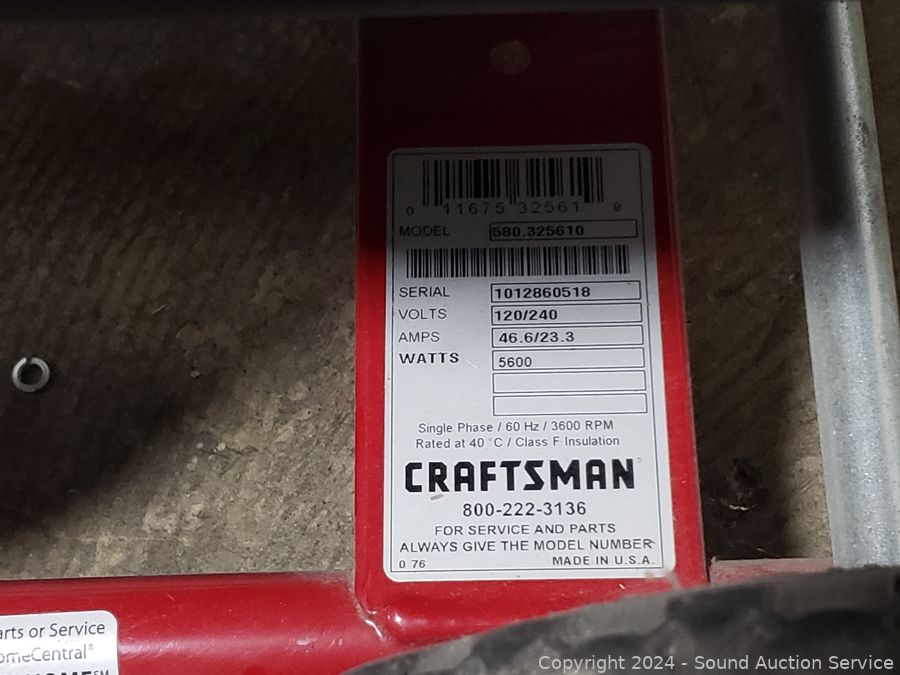 0 11675 32561 9
MODEL 580.325610
SERIAL 1012860518
VOLTS 120/240
AMPS 46.6/23.3
WATTS 5600
Single Phase / 60 Hz / 3600 RPM
Rated at 40 °C / Class F Insulation
CRAFTSMAN
800-222-3136
FOR SERVICE AND PARTS
ALWAYS GIVE THE MODEL NUMBER
0 76 MADE IN U.S.A.
arts or Service
omeCentral®
Copyright 2024 - Sound Auction Service